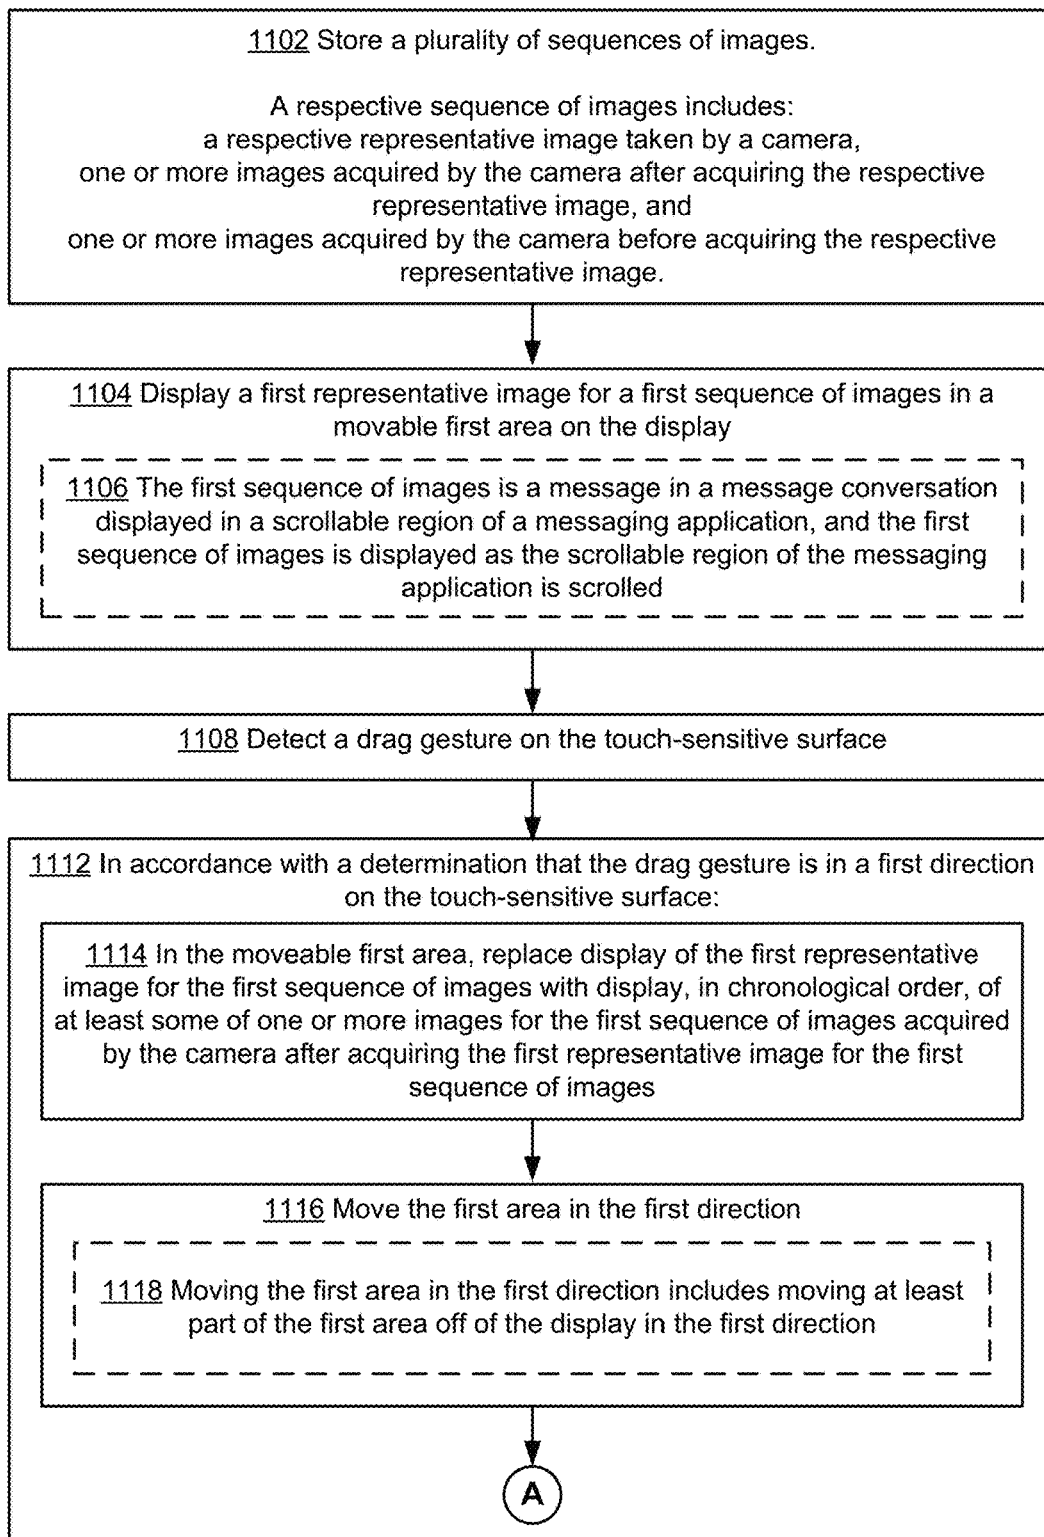 1102 Store a plurality of sequences of images.
A respective sequence of images includes:
a respective representative image taken by a camera,
one or more images acquired by the camera after acquiring the respective
representative image, and
one or more images acquired by the camera before acquiring the respective
representative image.
1104 Display a first representative image for a first sequence of images in a
movable first area on the display
1106 The first sequence of images is a message in a message conversation
displayed in a scrollable region of a messaging application, and the first
sequence of images is displayed as the scrollable region of the messaging
application is scrolled
1108 Detect a drag gesture on the touch-sensitive surface
1112 In accordance with a determination that the drag gesture is in a first direction
on the touch-sensitive surface:
1114 In the moveable first area, replace display of the first representative
image for the first sequence of images with display, in chronological order, of
at least some of one or more images for the first sequence of images acquired
by the camera after acquiring the first representative image for the first
sequence of images
1116 Move the first area in the first direction
1118 Moving the first area in the first direction includes moving at least
part of the first area off of the display in the first direction
A